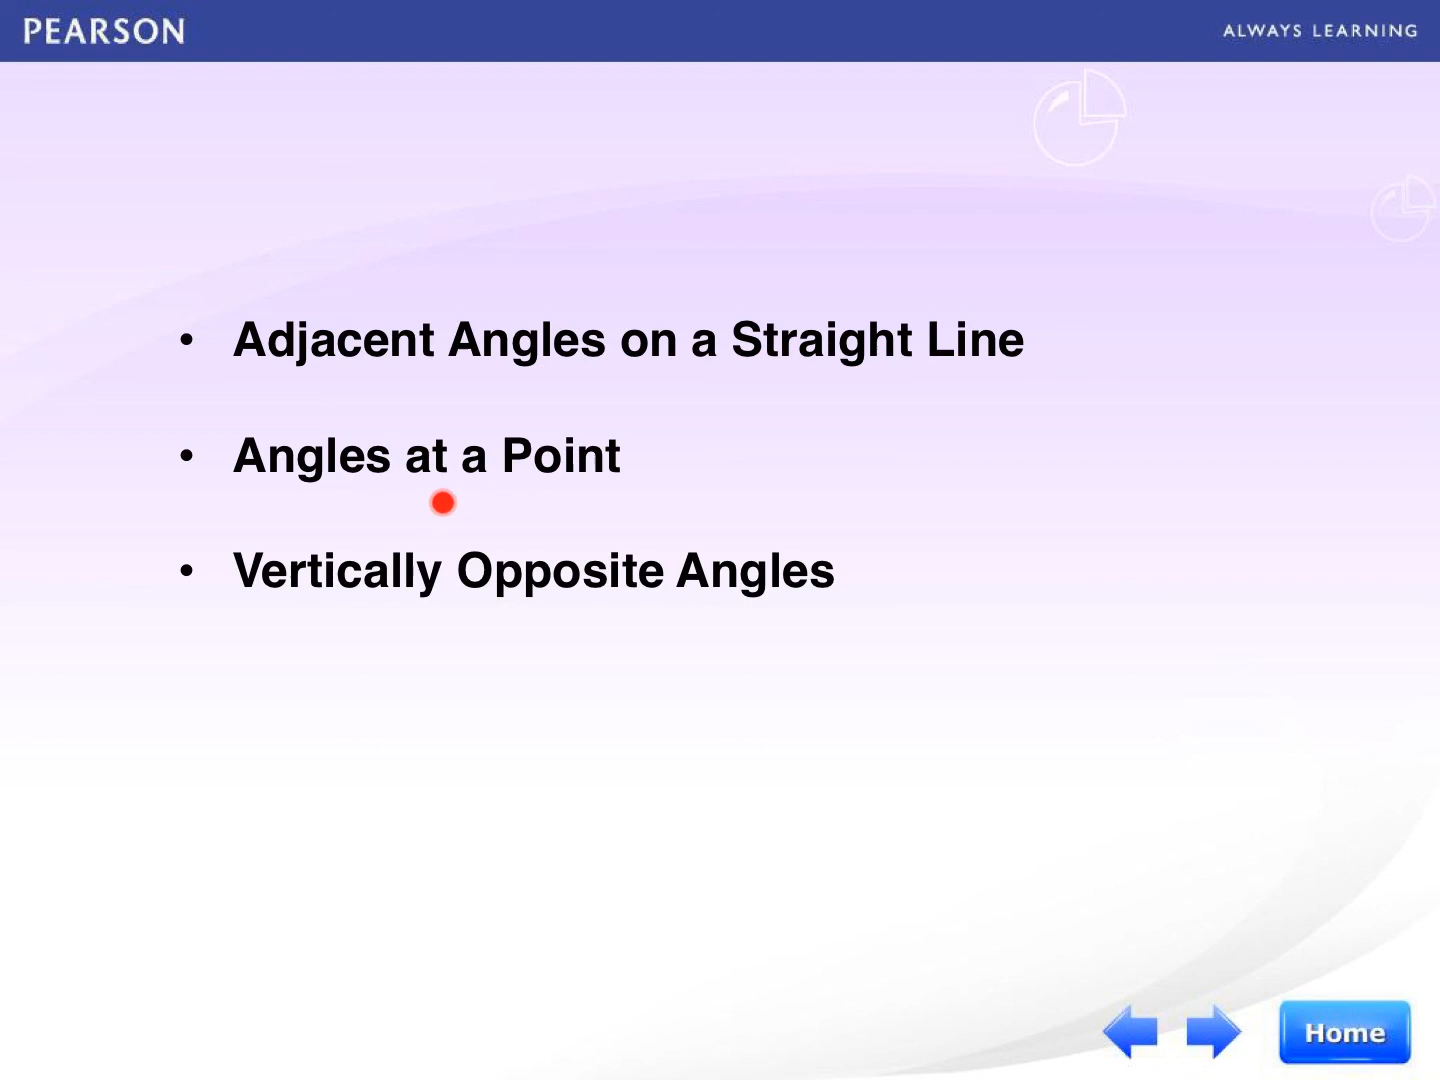 PEARSON
ALWAYS LEARNING
• Adjacent Angles on a Straight Line
• Angles at a Point
• Vertically Opposite Angles
Home